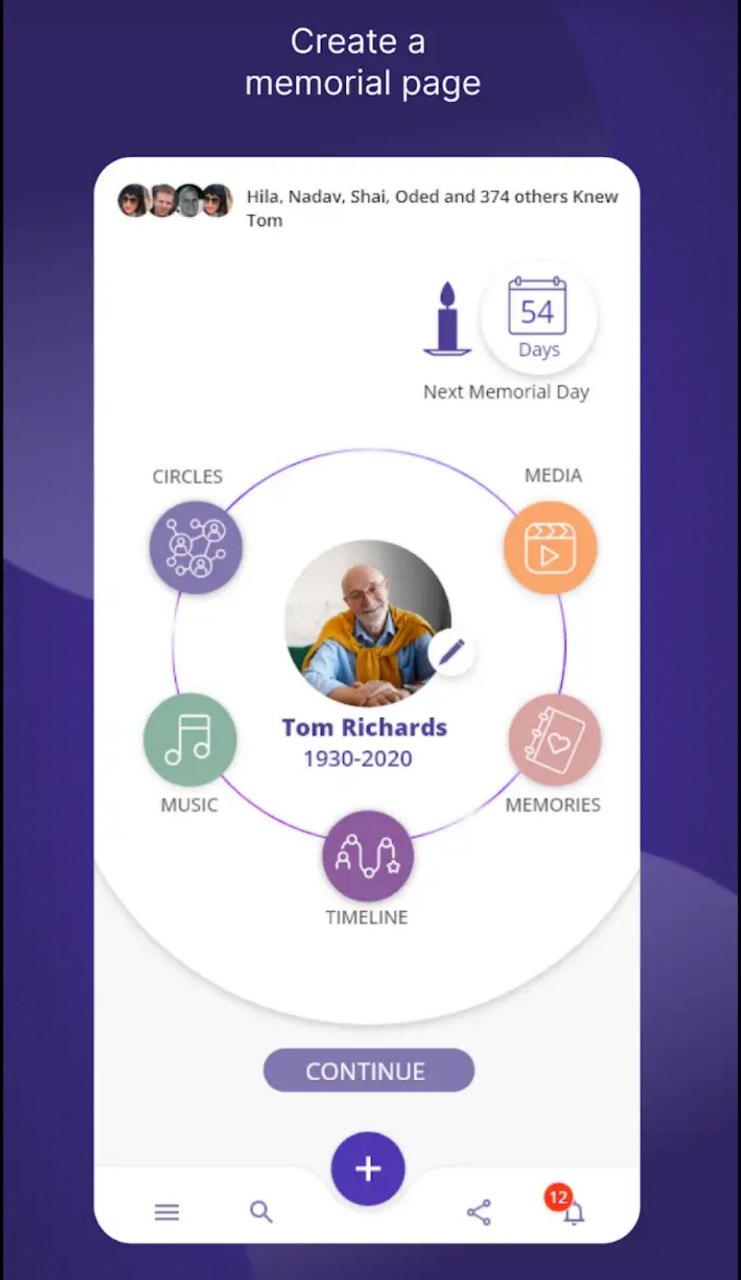 Create a
memorial page
Hila, Nadav, Shai, Oded and 374 others Knew
Tom
54
Days
Next Memorial Day
CIRCLES
MEDIA
Tom Richards
1930-2020
MUSIC
MEMORIES
TIMELINE
CONTINUE
12